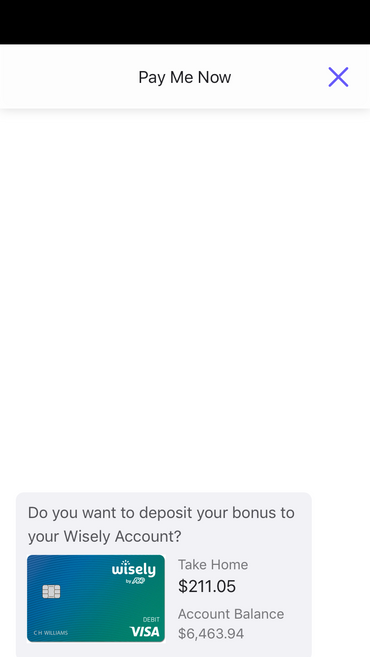 Pay Me Now
Do you want to deposit your bonus to
your Wisely Account?
wisely
by ADP
DEBIT
C H WILLIAMS
VISA
Take Home
$211.05
Account Balance
$6,463.94